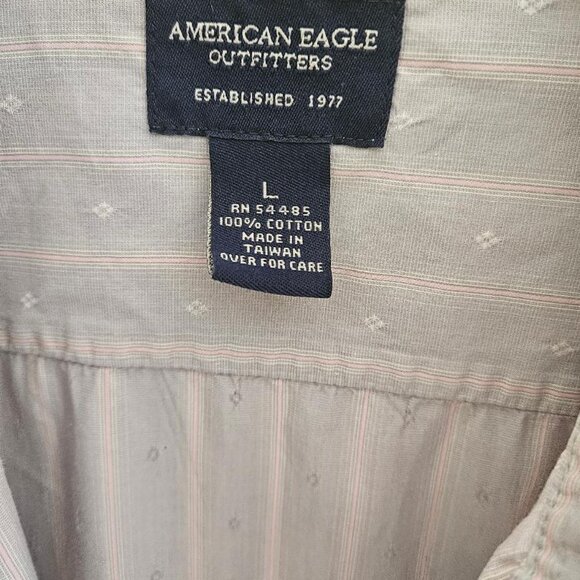 AMERICAN EAGLE
OUTFITTERS
ESTABLISHED 1977
L
RN 54485
100% COTTON
MADE IN
TAIWAN
OVER FOR CARE